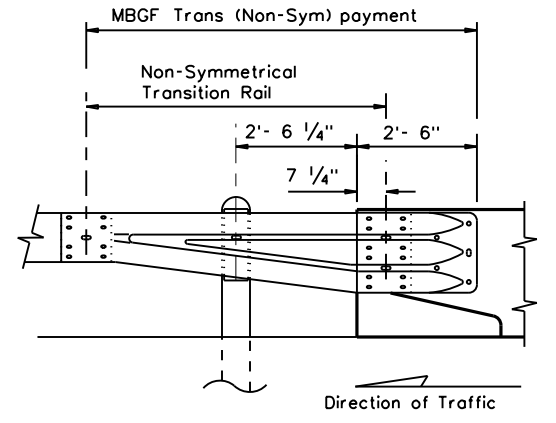 MBGF Trans (Non-Sym) payment
Non-Symmetrical
Transition Rail
2'- 6 1/4"
2'- 6"
7 1/4"
Direction of Traffic